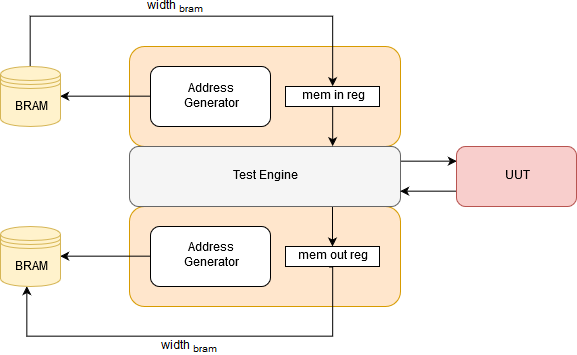 width bram
Address
Generator
mem in reg
BRAM
Test Engine
UUT
Address
Generator
mem out reg
BRAM
width bram